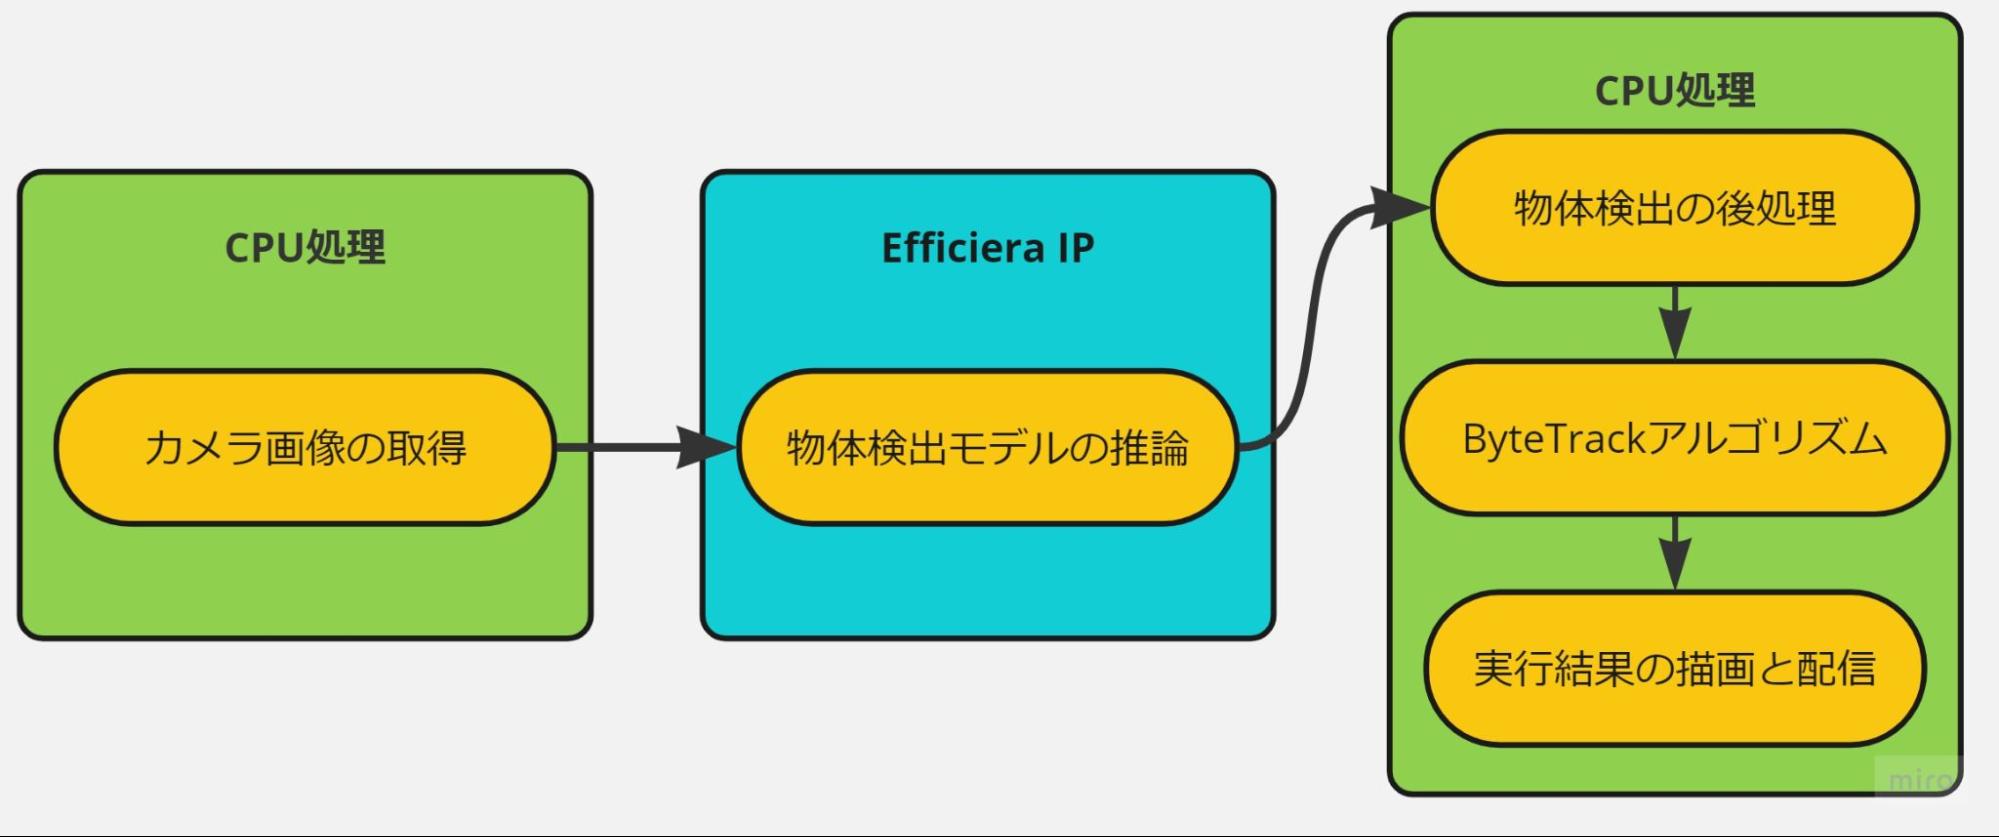 CPU処理
カメラ画像の取得
Efficiera IP
物体検出モデルの推論
CPU処理
物体検出の後処理
ByteTrackアルゴリズム
実行結果の描画と配信
miro